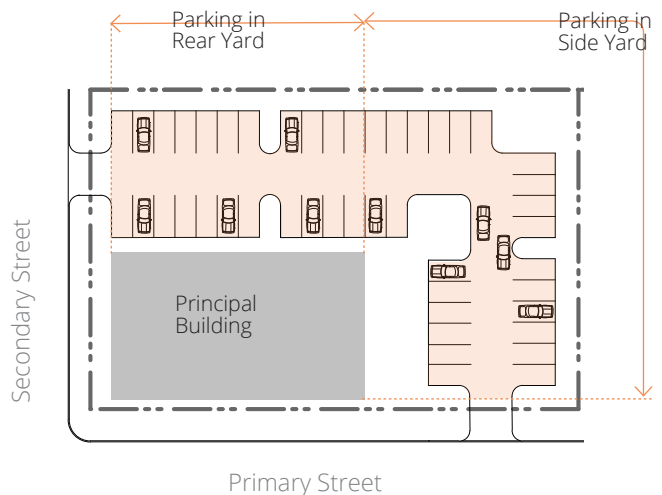 Parking in
Rear Yard
Parking in
Side Yard
Principal
Building
Secondary Street
Primary Street